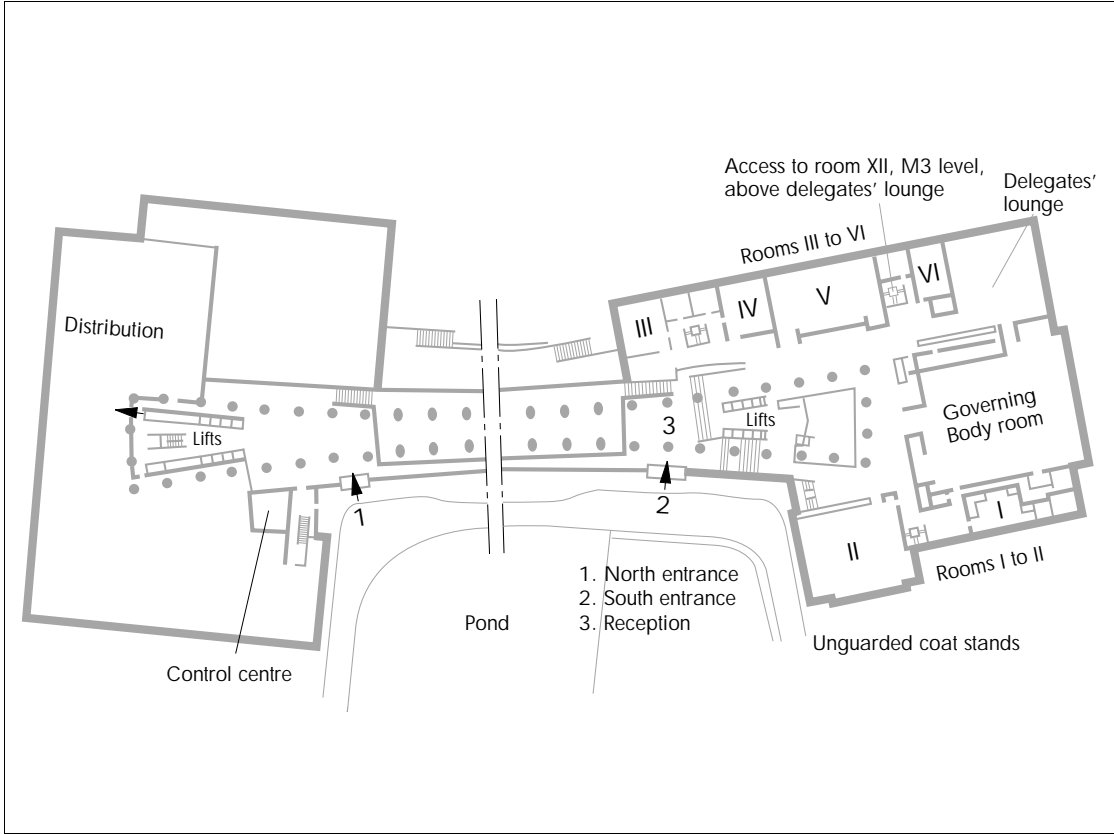 Access to room XII, M3 level,
above delegates’ lounge
Delegates’
lounge
Rooms III to VI
VI
V
IV
III
Distribution
Governing
Body room
3
Lifts
Lifts
I
II
1
2
Rooms I to II
1. North entrance
2. South entrance
3. Reception
Pond
Unguarded coat stands
Control centre